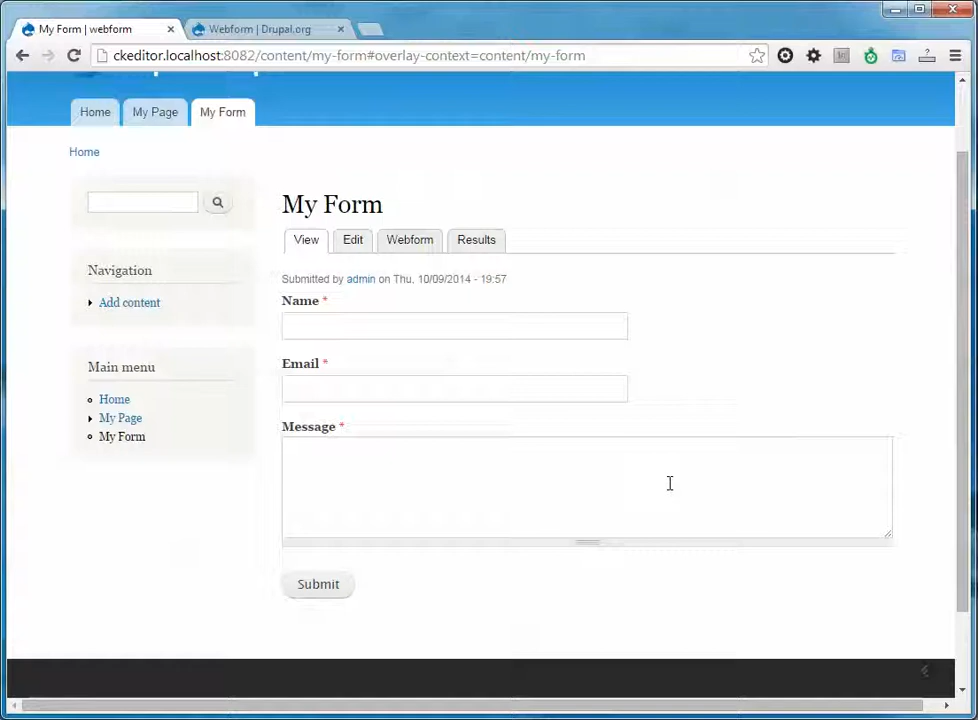 My Form | webform
Webform | Drupal.org
ckeditor.localhost:8082/content/my-form#overlay-context=content/my-form
Home
My Page
My Form
Home
My Form
View
Edit
Webform
Results
Navigation
Submitted by admin on Thu, 10/09/2014 - 19:57
Name *
Add content
Email *
Main menu
Home
My Page
Message *
My Form
Submit